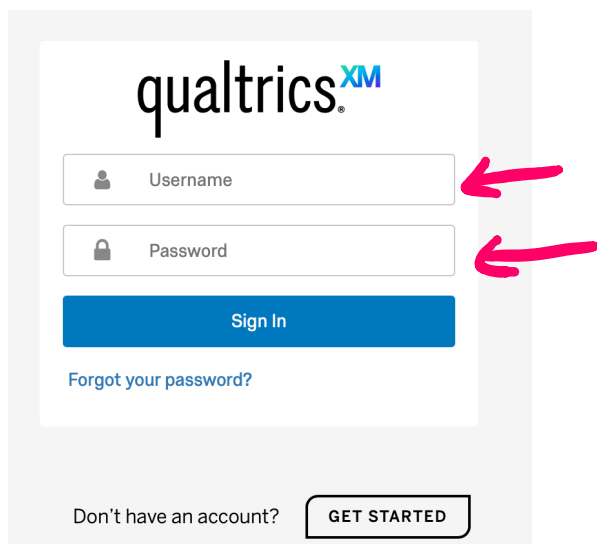 qualtrics.XM
®
Username
Password
Sign In
Forgot your password?
Don't have an account? GET STARTED